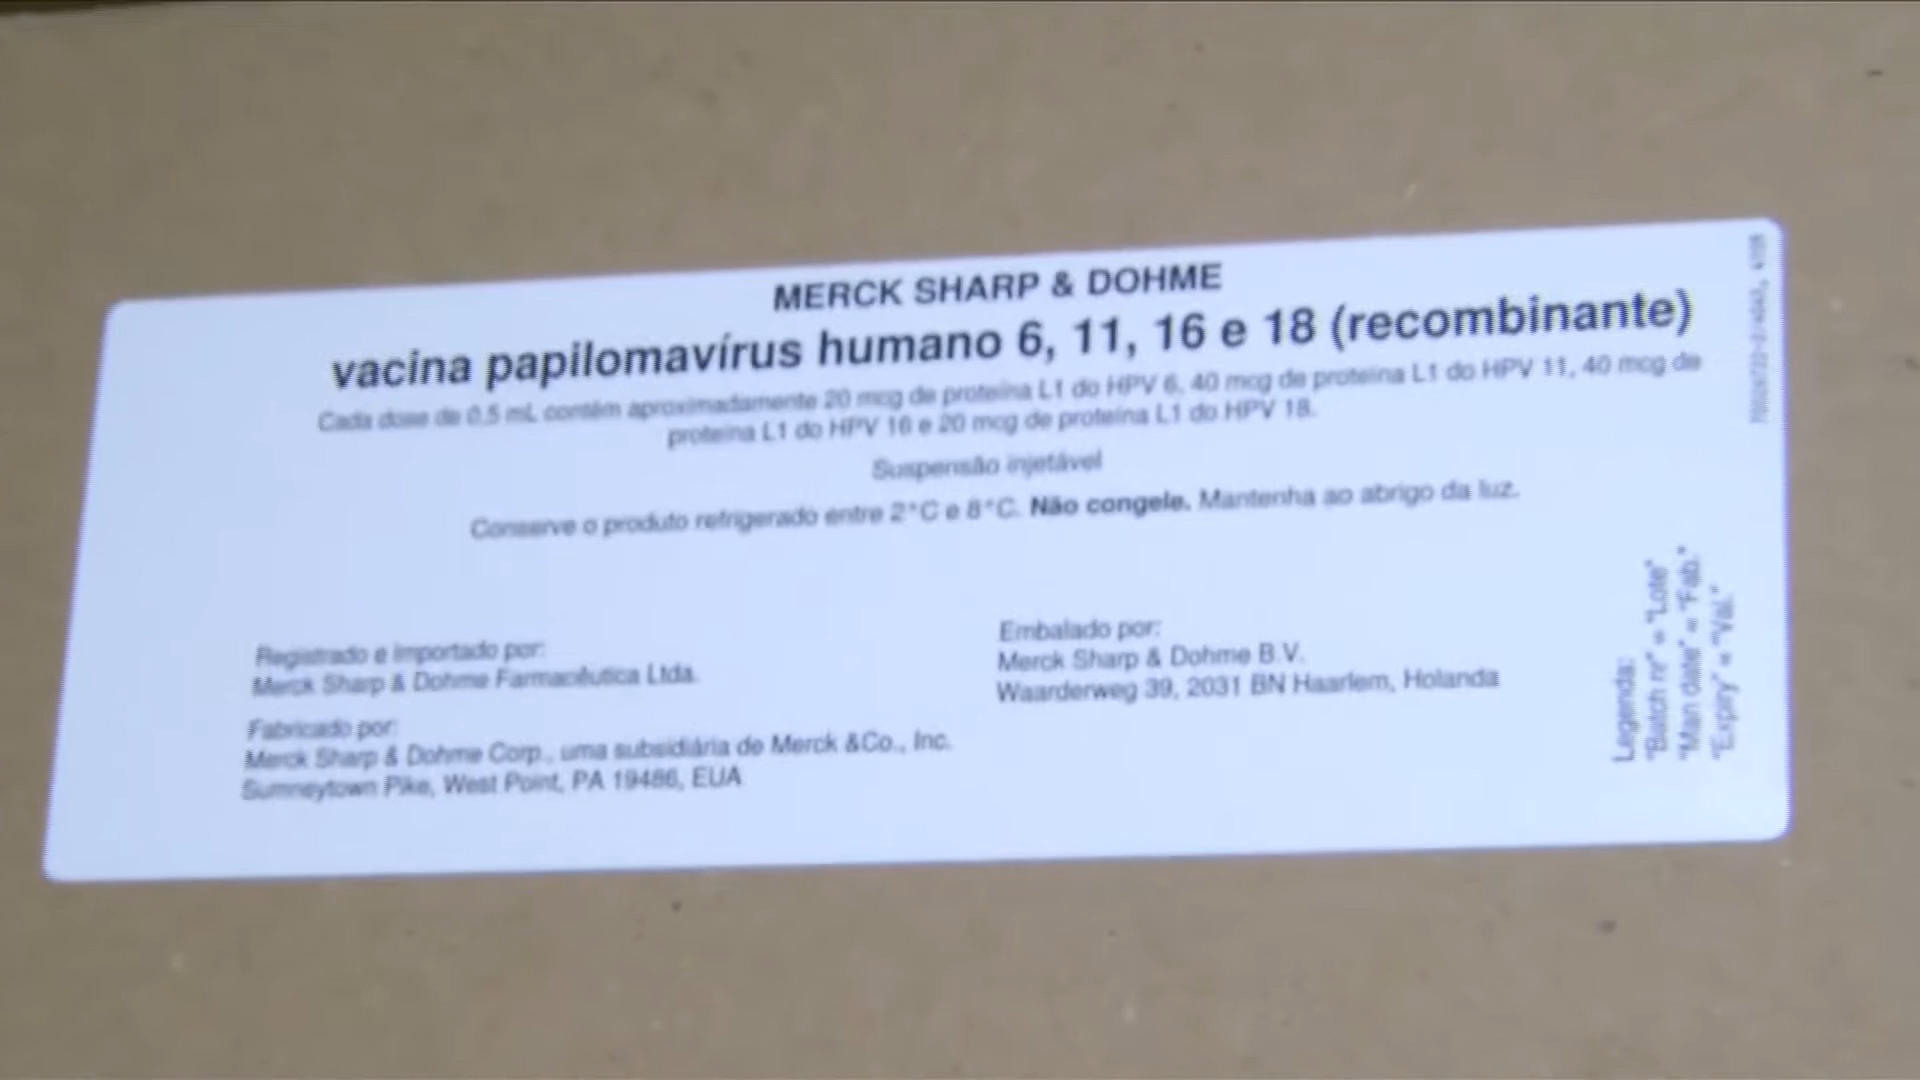 MERCK SHARP & DOHME
vacina papilomavírus humano 6, 11, 16 e 18 (recombinante)
Cada dose de 0,5 mL contém aproximadamente 20 mcg de proteína L1 do HPV 6, 40 mcg de proteína L1 do HPV 11, 40 mcg de
proteína L1 do HPV 16 e 20 mcg de proteína L1 do HPV 18.
Suspensão injetável
Conserve o produto refrigerado entre 2°C e 8°C. Não congele. Mantenha ao abrigo da luz.
Registrado e importado por:
Merck Sharp & Dohme Farmacêutica Ltda.
Fabricado por:
Merck Sharp & Dohme Corp., uma subsidiária de Merck &Co., Inc.
Sumneytown Pike, West Point, PA 19486, EUA
Embalado por:
Merck Sharp & Dohme B.V.
Waarderweg 39, 2031 BN Haarlem, Holanda
Legenda:
"Batch nr" = "Lote"
"Man date" = "Fab."
"Expiry" = "Val."